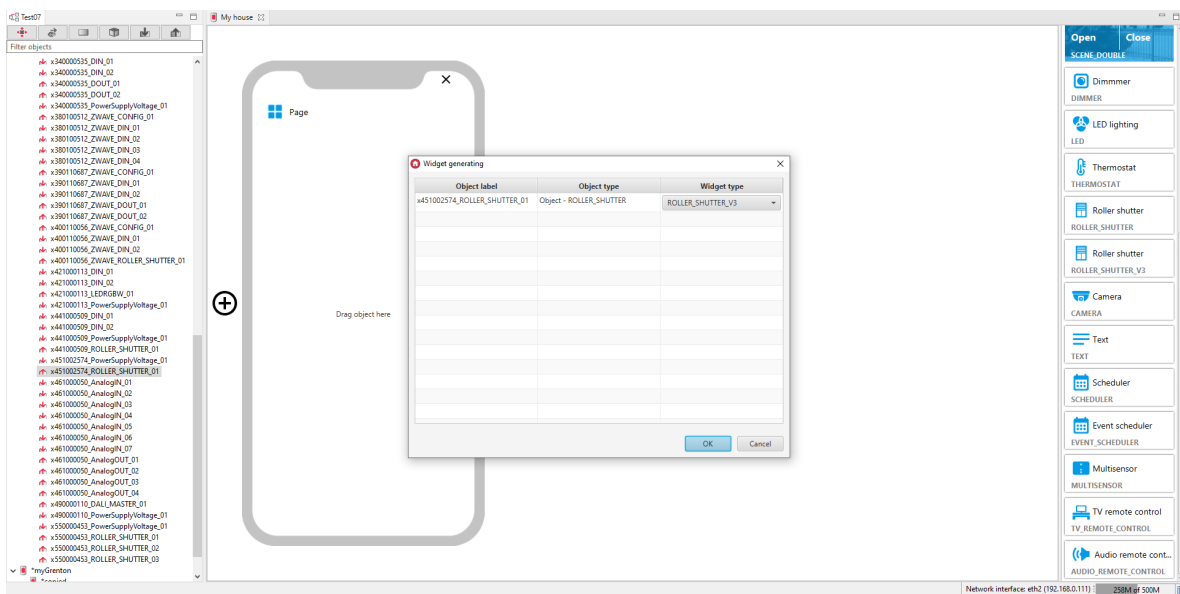 Test07
My house
Filter objects
x340000535_DIN_01
x340000535_DIN_02
x340000535_DOUT_01
x340000535_DOUT_02
x340000535_PowerSupplyVoltage_01
x380100512_ZWAVE_CONFIG_01
x380100512_ZWAVE_DIN_01
x380100512_ZWAVE_DIN_02
x380100512_ZWAVE_DIN_03
x380100512_ZWAVE_DIN_04
x390110687_ZWAVE_CONFIG_01
x390110687_ZWAVE_DIN_01
x390110687_ZWAVE_DIN_02
x390110687_ZWAVE_DOUT_01
x390110687_ZWAVE_DOUT_02
x400110056_ZWAVE_CONFIG_01
x400110056_ZWAVE_DIN_01
x400110056_ZWAVE_DIN_02
x400110056_ZWAVE_ROLLER_SHUTTER_01
x421000113_DIN_01
x421000113_DIN_02
x421000113_LEDRGBW_01
x421000113_PowerSupplyVoltage_01
x441000509_DIN_01
x441000509_DIN_02
x441000509_PowerSupplyVoltage_01
x441000509_ROLLER_SHUTTER_01
x451002574_PowerSupplyVoltage_01
x451002574_ROLLER_SHUTTER_01
x461000050_AnalogIN_01
x461000050_AnalogIN_02
x461000050_AnalogIN_03
x461000050_AnalogIN_04
x461000050_AnalogIN_05
x461000050_AnalogIN_06
x461000050_AnalogIN_07
x461000050_AnalogOUT_01
x461000050_AnalogOUT_02
x461000050_AnalogOUT_03
x461000050_AnalogOUT_04
x490000110_DALI_MASTER_01
x490000110_PowerSupplyVoltage_01
x550000453_PowerSupplyVoltage_01
x550000453_ROLLER_SHUTTER_01
x550000453_ROLLER_SHUTTER_02
x550000453_ROLLER_SHUTTER_03
*myGrenton
*copied
Page
Drag object here
Widget generating
Object label Object type Widget type
x451002574_ROLLER_SHUTTER_01 Object - ROLLER_SHUTTER ROLLER_SHUTTER_V3
OK Cancel
Open Close
SCENE_DOUBLE
Dimmmer
DIMMER
LED lighting
LED
Thermostat
THERMOSTAT
Roller shutter
ROLLER_SHUTTER
Roller shutter
ROLLER_SHUTTER_V3
Camera
CAMERA
Text
TEXT
Scheduler
SCHEDULER
Event scheduler
EVENT_SCHEDULER
Multisensor
MULTISENSOR
TV remote control
TV_REMOTE_CONTROL
Audio remote cont...
AUDIO_REMOTE_CONTROL
Network interface: eth2 (192.168.0.111) 258M of 500M